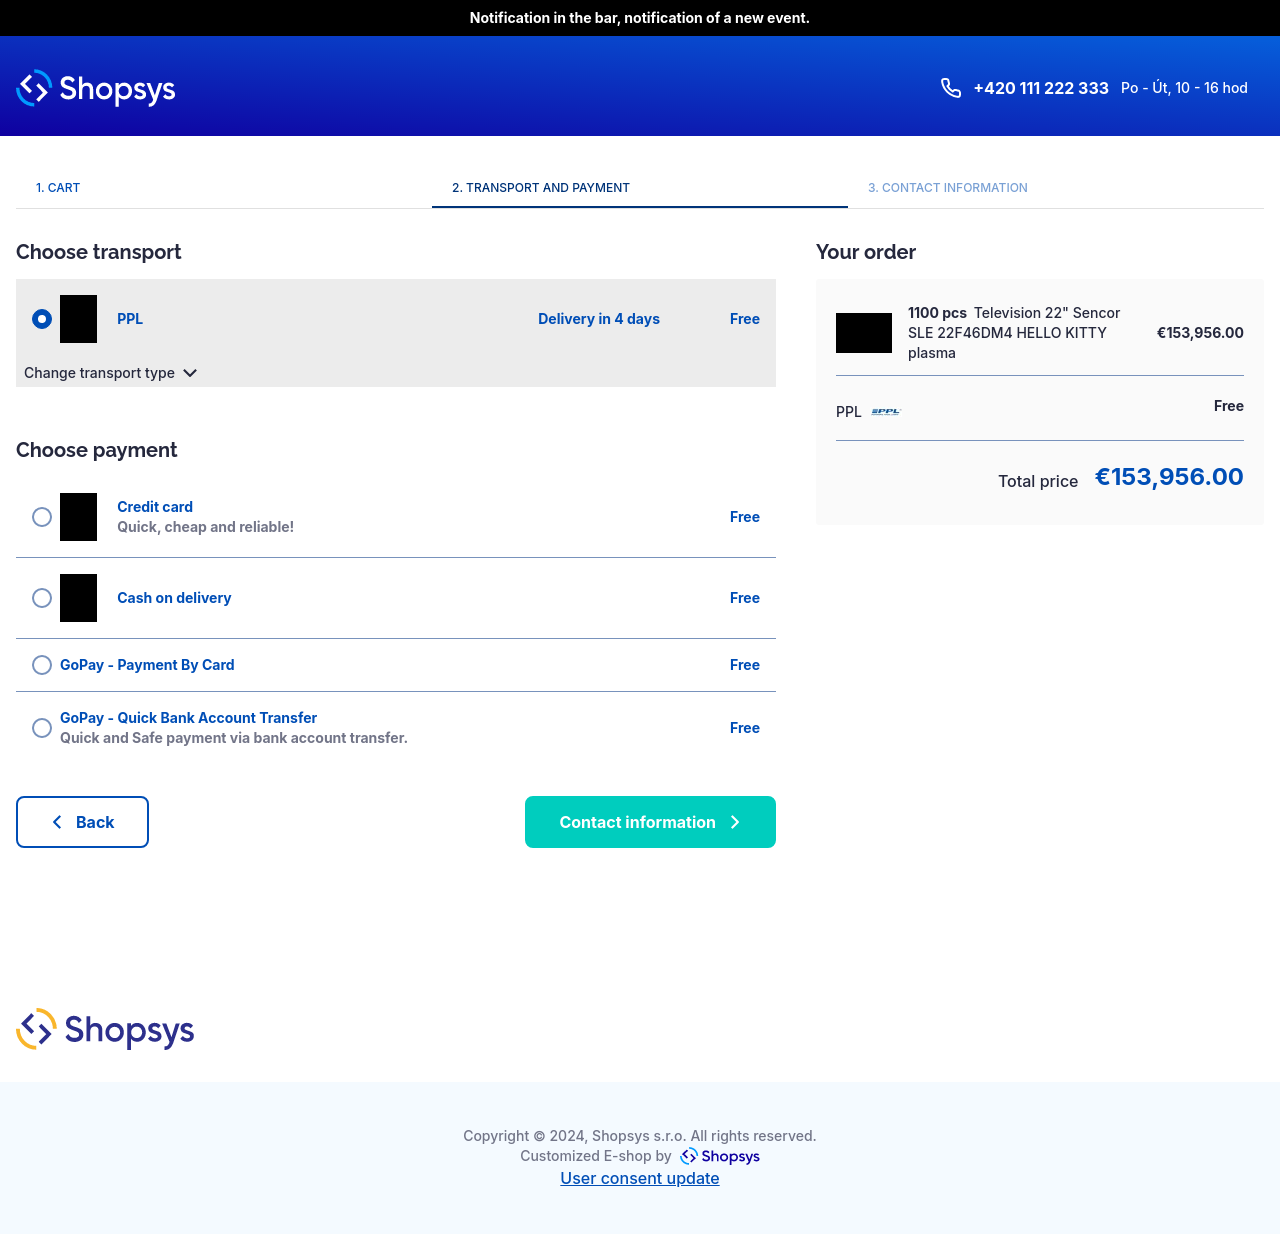 Notification in the bar, notification of a new event.
Shopsys
+420 111 222 333 Po - Út, 10 - 16 hod
1. CART
2. TRANSPORT AND PAYMENT
3. CONTACT INFORMATION
Choose transport
PPL
Delivery in 4 days
Free
Change transport type
Choose payment
Credit card
Quick, cheap and reliable!
Free
Cash on delivery
Free
GoPay - Payment By Card
Free
GoPay - Quick Bank Account Transfer
Quick and Safe payment via bank account transfer.
Free
Back
Contact information
Your order
1100 pcs Television 22" Sencor
SLE 22F46DM4 HELLO KITTY
plasma
€153,956.00
PPL PPL
Free
Total price €153,956.00
Shopsys
Copyright © 2024, Shopsys s.r.o. All rights reserved.
Customized E-shop by Shopsys
User consent update